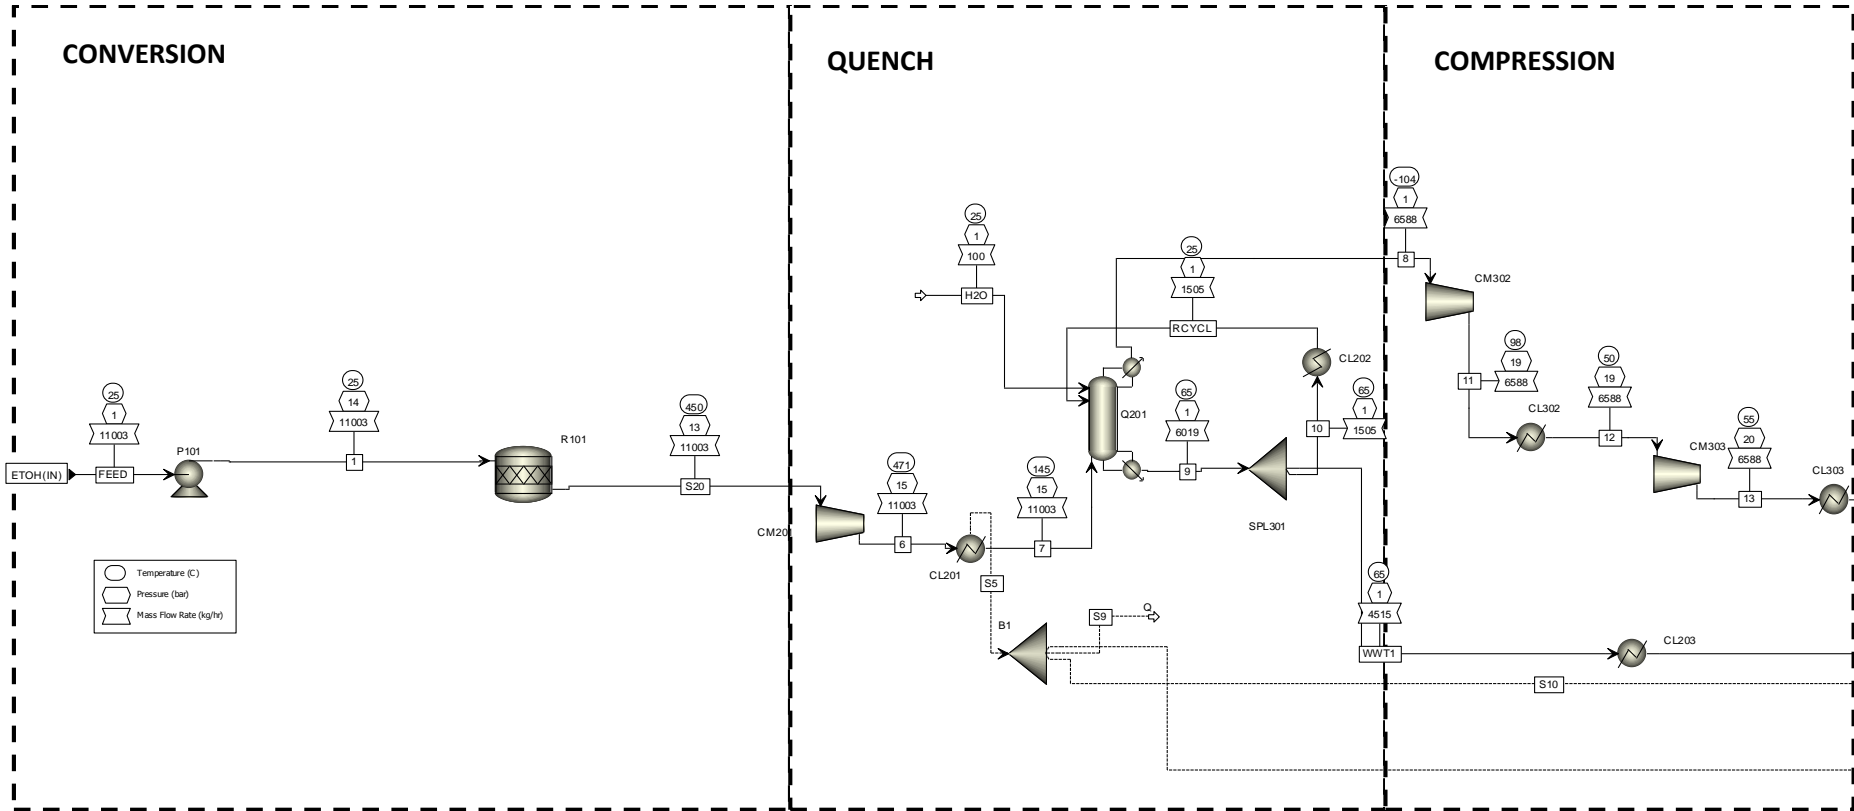 CONVERSION
QUENCH
COMPRESSION
-104
1
6588
8
CM302
25
1
100
H2O
25
1
1505
RCYCL
98
19
6588
11
CL302
50
19
6588
12
CM303
55
20
6588
13
CL303
25
1
11003
ETOH(IN)
FEED
P101
25
14
11003
1
R101
450
13
11003
S20
CL202
Q201
65
1
6019
9
65
1
1505
10
SPL301
CM201
471
15
11003
6
CL201
145
15
11003
7
S5
B1
S9
Q
65
1
4515
WWT1
CL203
S10
Temperature (C)
Pressure (bar)
Mass Flow Rate (kg/hr)